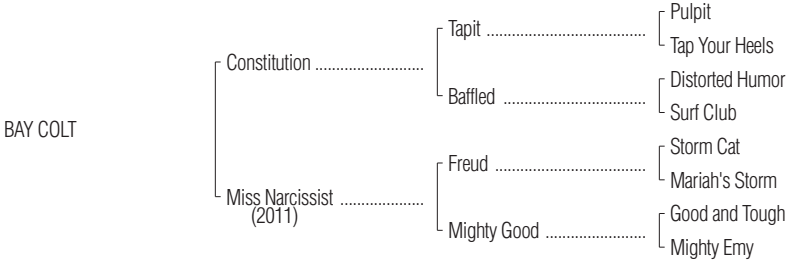 Pulpit
Tapit ......................................
Tap Your Heels
Constitution ..........................
Distorted Humor
Baffled ..................................
Surf Club
BAY COLT
Storm Cat
Freud ....................................
Mariah's Storm
Miss Narcissist ....................
(2011)
Good and Tough
Mighty Good ........................
Mighty Emy